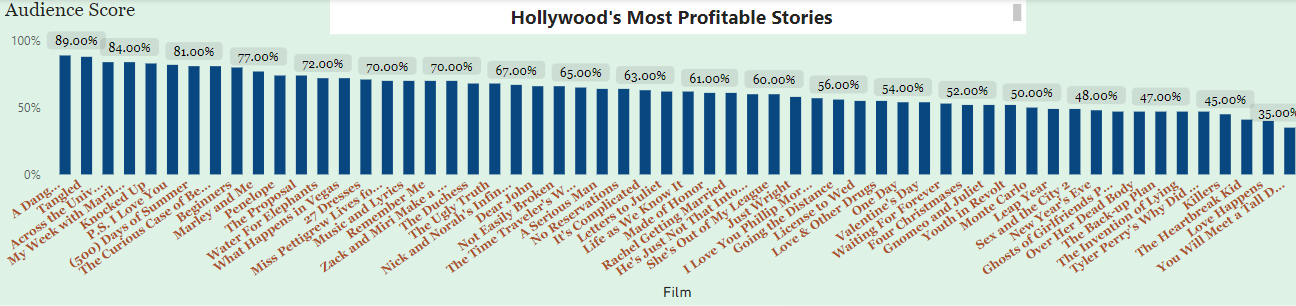 Audience Score
Hollywood's Most Profitable Stories
100%
50%
0%
89.00%
84.00%
81.00%
77.00%
72.00%
70.00%
70.00%
67.00%
65.00%
63.00%
61.00%
60.00%
56.00%
54.00%
52.00%
50.00%
48.00%
47.00%
45.00%
35.00%
A Dang...
Tangled
Across the Univ...
My Week with Maril...
Knocked Up
P.S. I Love You
(500) Days of Summer
The Curious Case of Be...
Beginners
Marley and Me
Penelope
The Proposal
Water For Elephants
What Happens in Vegas
27 Dresses
Miss Pettigrew Lives fo...
Music and Lyrics
Remember Me
Zack and Miri Make a ...
The Duchess
The Ugly Truth
Nick and Norah's Infin...
Dear John
Not Easily Broken
The Time Traveler's W...
A Serious Man
No Reservations
It's Complicated
Letters to Juliet
Life as We Know It
Made of Honor
Rachel Getting Married
He's Just Not That Into...
She's Out of My League
Just Wright
I Love You Phillip Mor...
Going the Distance
License to Wed
Love & Other Drugs
One Day
Valentine's Day
Waiting For Forever
Four Christmases
Gnomeo and Juliet
Youth in Revolt
Monte Carlo
Leap Year
Sex and the City 2
New Year's Eve
Ghosts of Girlfriends P...
Over Her Dead Body
The Back-up Plan
The Invention of Lying
Tyler Perry's Why Did ...
Killers
The Heartbreak Kid
Love Happens
You Will Meet a Tall D...
Film